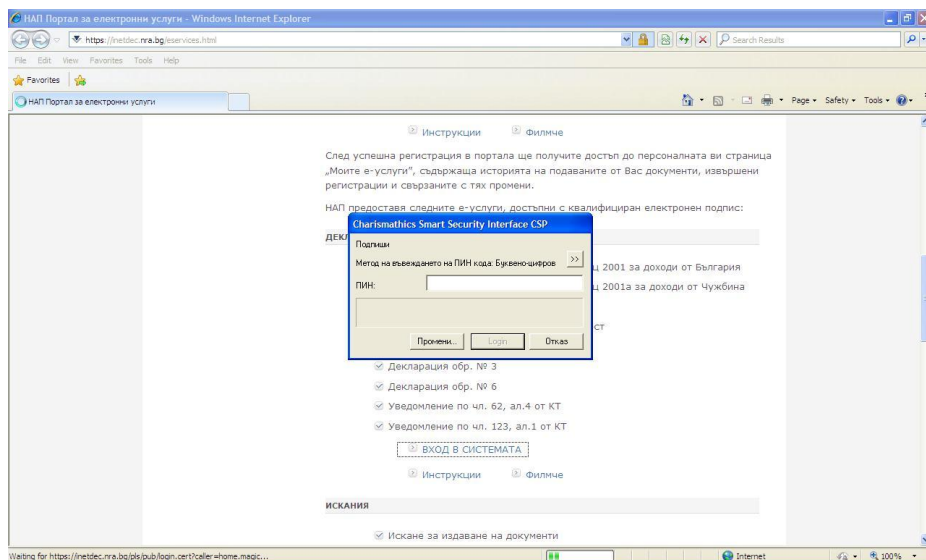 НАП Портал за електронни услуги - Windows Internet Explorer
https://inetdec.nra.bg/eservices.html
Search Results
File Edit View Favorites Tools Help
Favorites
НАП Портал за електронни услуги
Page Safety Tools
Инструкции Филмче
След успешна регистрация в портала ще получите достъп до персоналната ви страница
„Моите е-услуги”, съдържаща историята на подаваните от Вас документи, извършени
регистрации и свързаните с тях промени.
НАП предоставя следните е-услуги, достъпни с квалифициран електронен подпис:
ДЕКЛ
Charismathics Smart Security Interface CSP
Подпиши
Метод на въвеждането на ПИН кода: Буквено-цифров >>
ПИН:
Промени... Login Отказ
ц 2001 за доходи от България
ц 2001а за доходи от Чужбина
ст
Декларация обр. № 3
Декларация обр. № 6
Уведомление по чл. 62, ал.4 от КТ
Уведомление по чл. 123, ал.1 от КТ
ВХОД В СИСТЕМАТА
Инструкции Филмче
ИСКАНИЯ
Искане за издаване на документи
Waiting for https://inetdec.nra.bg/pls/pub/login.cert?caller=home.magic... Internet 100%